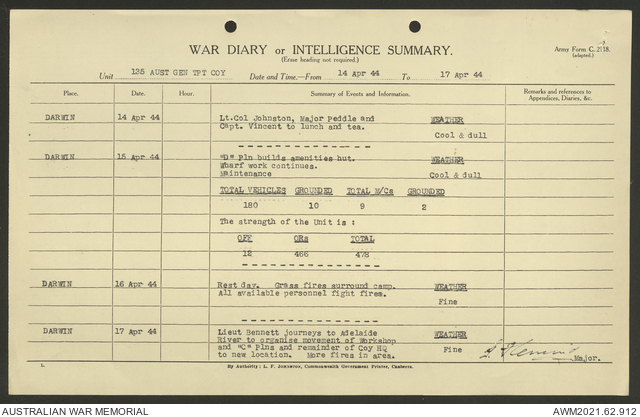 WAR DIARY or INTELLIGENCE SUMMARY.
(Erase heading not required.)
Army Form C. 2118.
(adapted.)
Unit 135 AUST GEN TPT COY Date and Time.—From 14 Apr 44 To 17 Apr 44
Place. Date. Hour. Summary of Events and Information. Remarks and references to
Appendices, Diaries, &c.
DARWIN 14 Apr 44 Lt.Col Johnston, Major Peddle and WEATHER
Capt. Vincent to lunch and tea.
Cool & dull
DARWIN 15 Apr 44 "D" Pln builds amenities hut. WEATHER
Wharf work continues.
Maintenance Cool & dull
TOTAL VEHICLES GROUNDED TOTAL M/Cs GROUNDED
180 10 9 2
The strength of the Unit is :
OFF ORs TOTAL
12 466 478
DARWIN 16 Apr 44 Rest day. Grass fires surround camp. WEATHER
All available personnel fight fires.
Fine
DARWIN 17 Apr 44 Lieut Bennett journeys to Adelaide WEATHER
River to organise movement of Workshop
and "C" Plns and remainder of Coy HQ Fine
to new location. More fires in area. Major.
1. By Authority : L. F. Johnston, Commonwealth Government Printer, Canberra.
AUSTRALIAN WAR MEMORIAL AWM2021.62.912